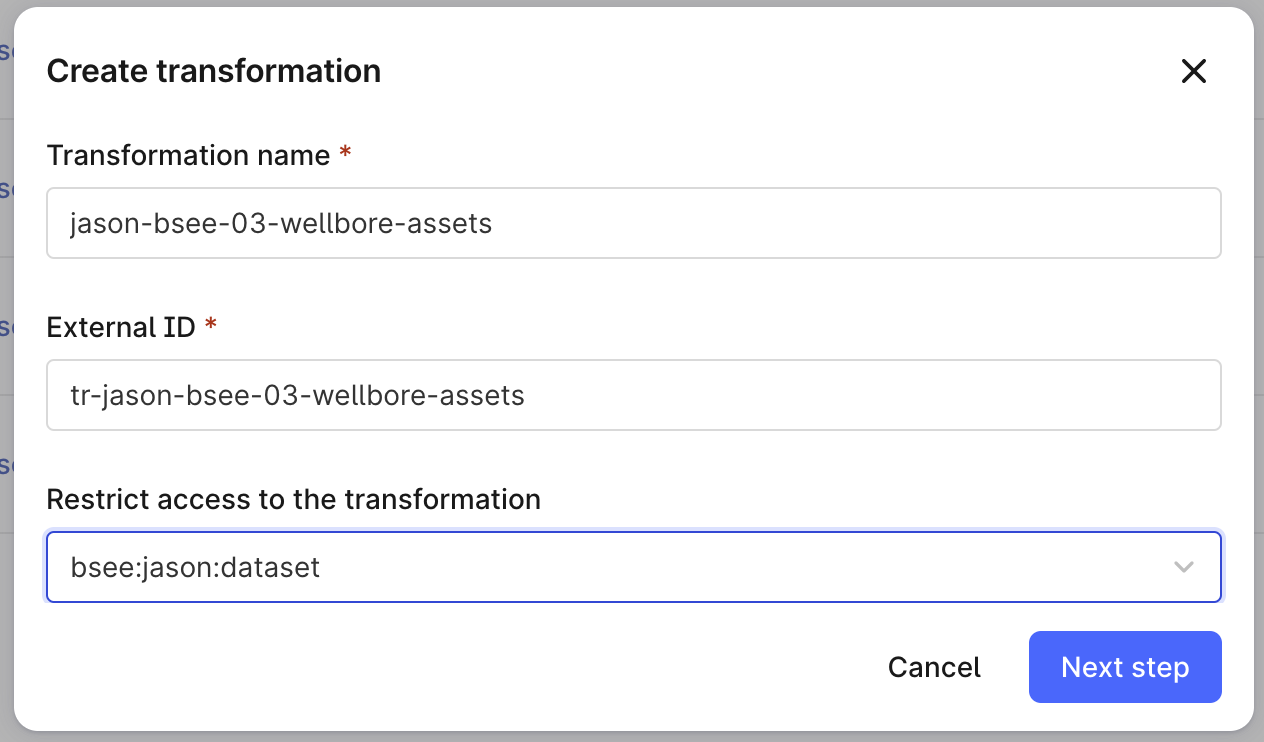 Create transformation
Transformation name *
jason-bsee-03-wellbore-assets
External ID *
tr-jason-bsee-03-wellbore-assets
Restrict access to the transformation
bsee:jason:dataset
Cancel
Next step